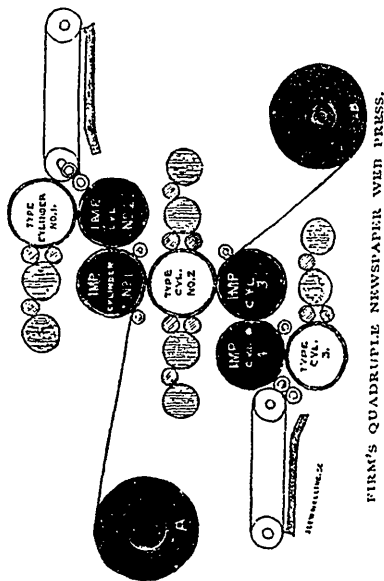 TYPE
CYLINDER
NO.1.
IMP
CYL
NO.2.
IMP
CYLINDER
NO.1
TYPE
CYL.
NO.2
IMP
CYL
3
IMP
CYL
4
TYPE
CYL.
3.
A
FIRM'S QUADRUPLE NEWSPAPER WEB PRESS.